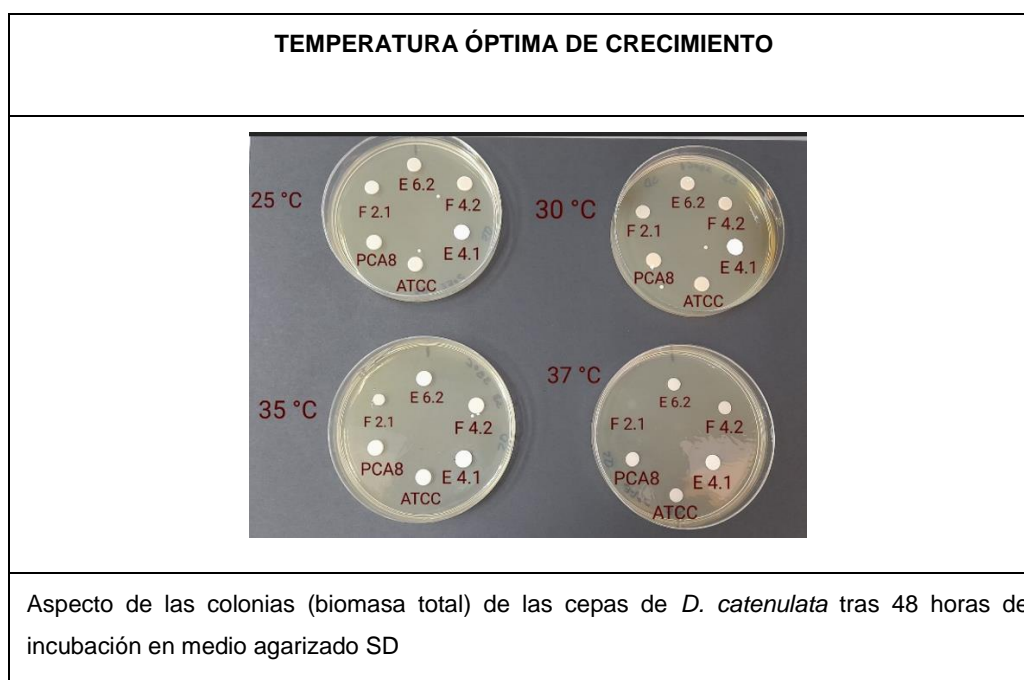 TEMPERATURA ÓPTIMA DE CRECIMIENTO
25 °C
E 6.2
F 2.1
F 4.2
E 4.1
PCA8
ATCC
30 °C
E 6.2
F 2.1
F 4.2
E 4.1
PCA8
ATCC
35 °C
E 6.2
F 2.1
F 4.2
PCA8
E 4.1
ATCC
37 °C
E 6.2
F 2.1
F 4.2
PCA8
E 4.1
ATCC
Aspecto de las colonias (biomasa total) de las cepas de D. catenulata tras 48 horas de
incubación en medio agarizado SD